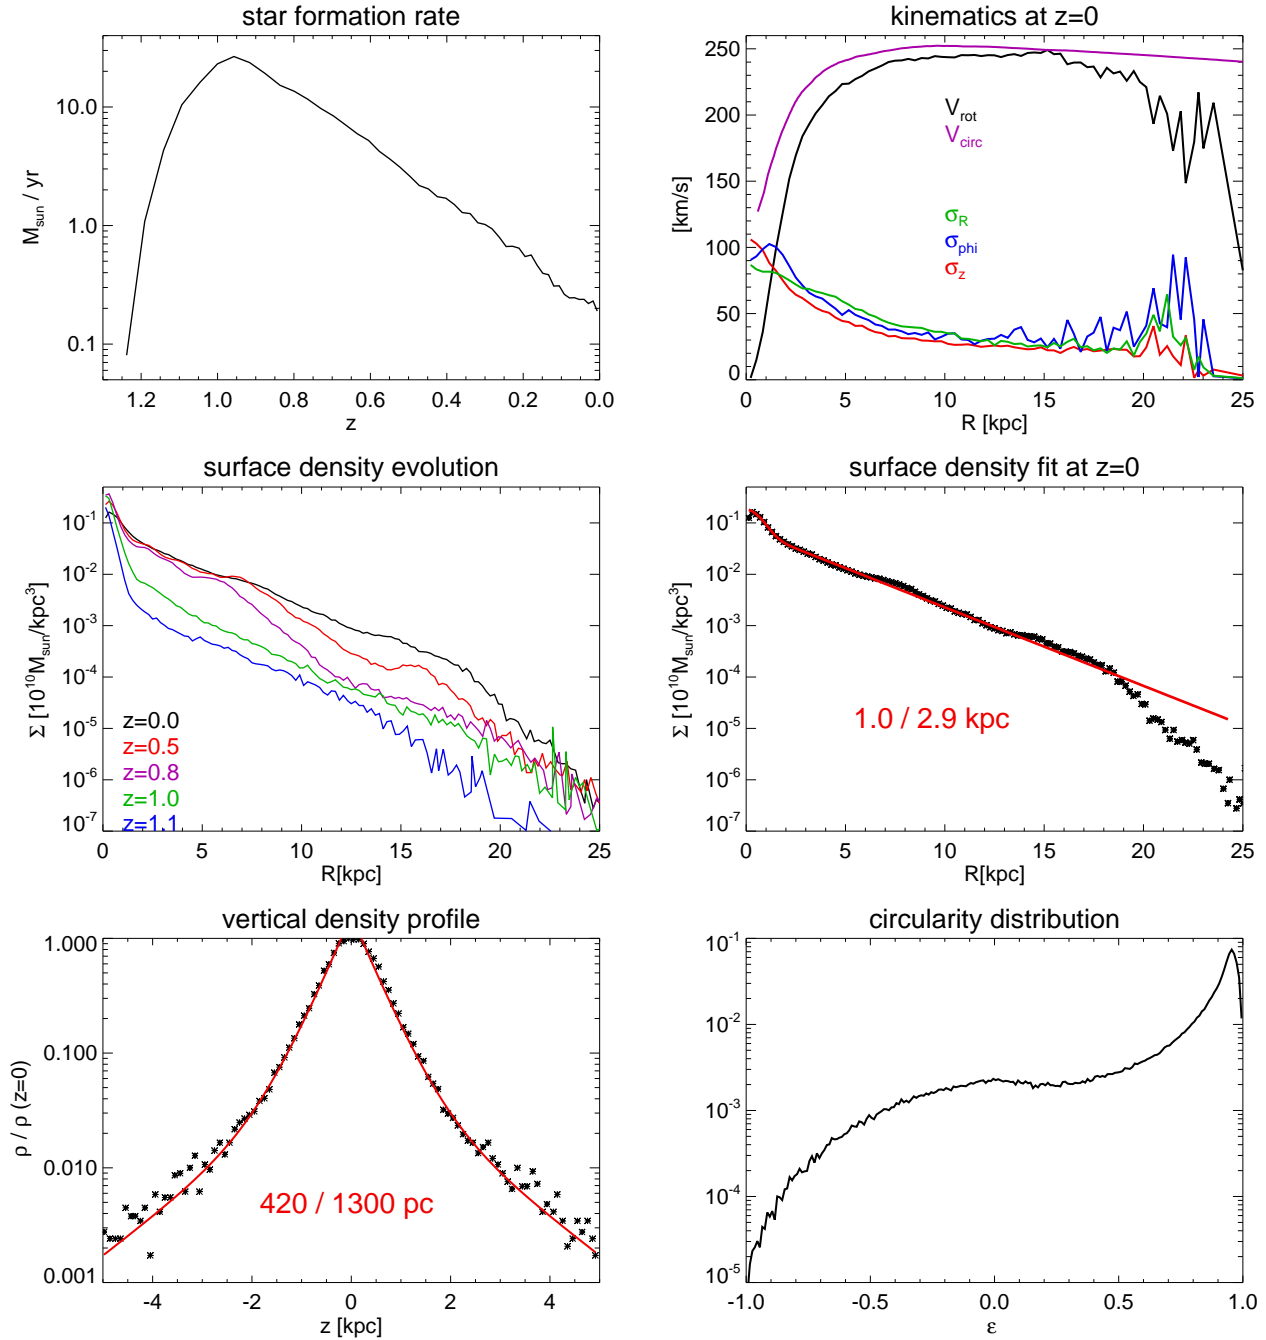 star formation rate
M_sun / yr
10.0
1.0
0.1
1.2 1.0 0.8 0.6 0.4 0.2 0.0
z
kinematics at z=0
[km/s]
250
200
150
100
50
0
V_rot
V_circ
σ_R
σ_phi
σ_z
0 5 10 15 20 25
R [kpc]
surface density evolution
Σ [10^10 M_sun/kpc^3]
10^-1
10^-2
10^-3
10^-4
10^-5
10^-6
10^-7
z=0.0
z=0.5
z=0.8
z=1.0
z=1.1
0 5 10 15 20 25
R[kpc]
surface density fit at z=0
Σ [10^10 M_sun/kpc^3]
10^-1
10^-2
10^-3
10^-4
10^-5
10^-6
10^-7
1.0 / 2.9 kpc
0 5 10 15 20 25
R[kpc]
vertical density profile
ρ / ρ (z=0)
1.000
0.100
0.010
0.001
420 / 1300 pc
-4 -2 0 2 4
z [kpc]
circularity distribution
10^-1
10^-2
10^-3
10^-4
10^-5
-1.0 -0.5 0.0 0.5 1.0
ε